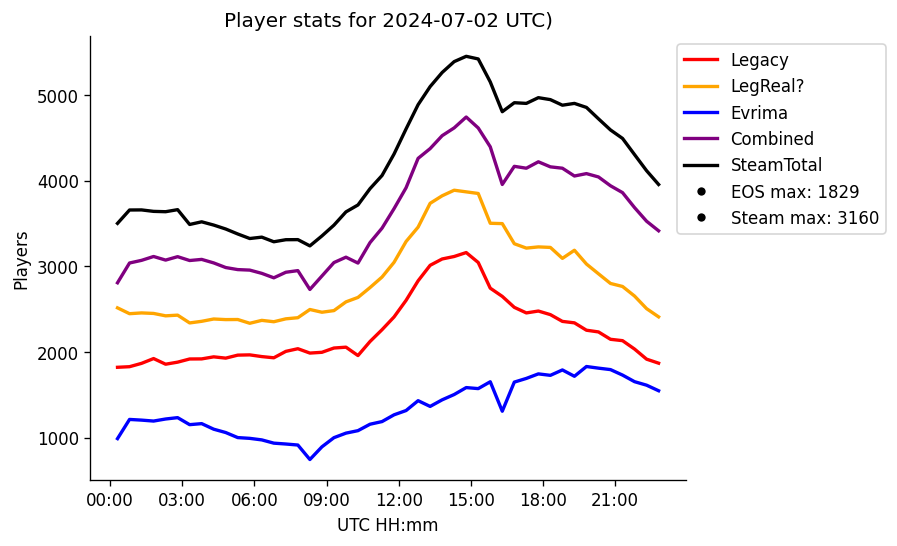 Player stats for 2024-07-02 UTC)
Legacy
LegReal?
Evrima
Combined
SteamTotal
EOS max: 1829
Steam max: 3160
Players
5000
4000
3000
2000
1000
00:00 03:00 06:00 09:00 12:00 15:00 18:00 21:00
UTC HH:mm